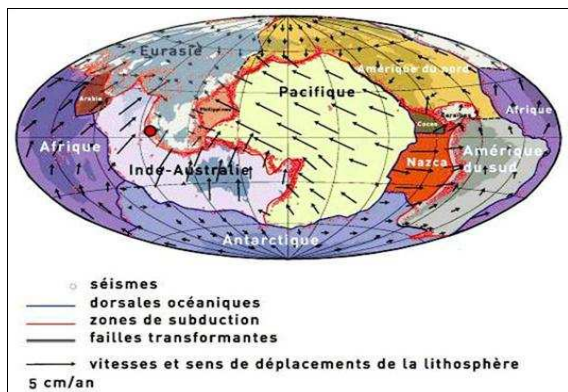 Eurasie
Amérique du nord
Arabie
Philippines
Pacifique
Cocos
Caraïbes
Afrique
Afrique
Inde-Australie
Nazca
Amérique
du sud
Antarctique
séismes
dorsales océaniques
zones de subduction
failles transformantes
vitesses et sens de déplacements de la lithosphère
5 cm/an